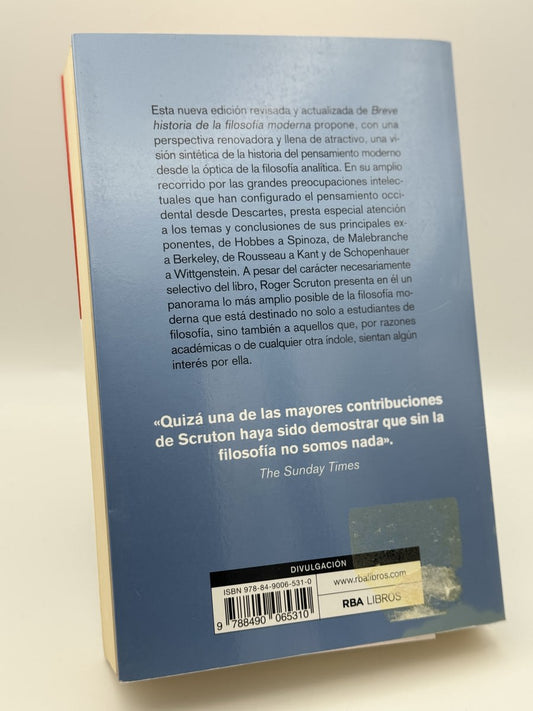 Esta nueva edición revisada y actualizada de Breve
historia de la filosofía moderna propone, con una
perspectiva renovadora y llena de atractivo, una vi-
sión sintética de la historia del pensamiento moderno
desde la óptica de la filosofía analítica. En su amplio
recorrido por las grandes preocupaciones intelec-
tuales que han configurado el pensamiento occi-
dental desde Descartes, presta especial atención
a los temas y conclusiones de sus principales ex-
ponentes, de Hobbes a Spinoza, de Malebranche
a Berkeley, de Rousseau a Kant y de Schopenhauer
a Wittgenstein. A pesar del carácter necesariamente
selectivo del libro, Roger Scruton presenta en él un
panorama lo más amplio posible de la filosofía mo-
derna que está destinado no solo a estudiantes de
filosofía, sino también a aquellos que, por razones
académicas o de cualquier otra índole, sientan algún
interés por ella.
«Quizá una de las mayores contribuciones
de Scruton haya sido demostrar que sin la
filosofía no somos nada».
The Sunday Times
DIVULGACIÓN
ISBN 978-84-9006-531-0
9 788490 065310
www.rbalibros.com
RBA LIBROS